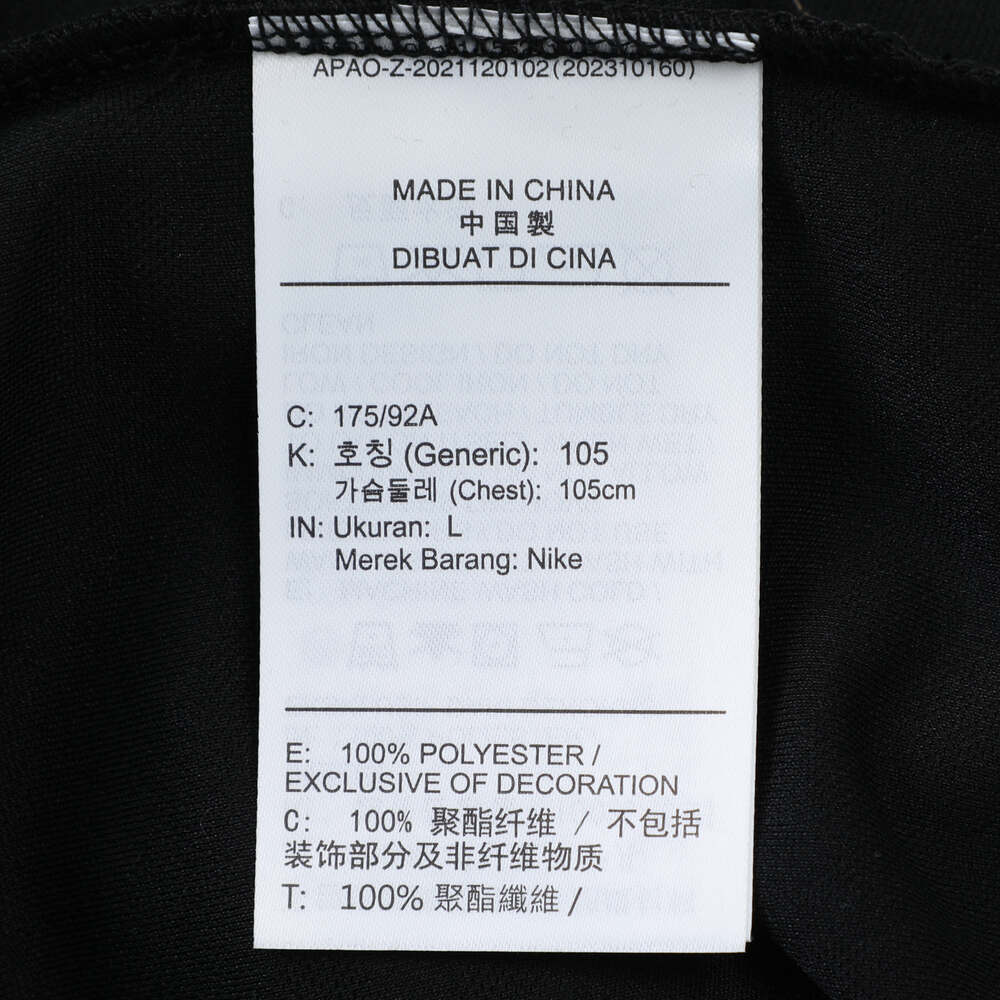 APAO-Z-2021120102(202310160)
MADE IN CHINA
中国製
DIBUAT DI CINA
C: 175/92A
K: 호칭 (Generic): 105
가슴둘레 (Chest): 105cm
IN: Ukuran: L
Merek Barang: Nike
E: 100% POLYESTER /
EXCLUSIVE OF DECORATION
C: 100% 聚酯纤维 / 不包括
装饰部分及非纤维物质
T: 100% 聚酯纖維 /